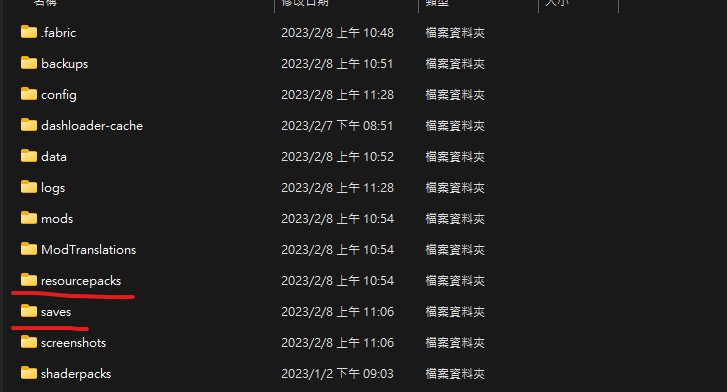 名稱 修改日期 類型 大小
.fabric 2023/2/8 上午 10:48 檔案資料夾
backups 2023/2/8 上午 10:51 檔案資料夾
config 2023/2/8 上午 11:28 檔案資料夾
dashloader-cache 2023/2/7 下午 08:51 檔案資料夾
data 2023/2/8 上午 10:52 檔案資料夾
logs 2023/2/8 上午 11:28 檔案資料夾
mods 2023/2/8 上午 10:54 檔案資料夾
ModTranslations 2023/2/8 上午 10:54 檔案資料夾
resourcepacks 2023/2/8 上午 10:54 檔案資料夾
saves 2023/2/8 上午 11:06 檔案資料夾
screenshots 2023/2/8 上午 11:06 檔案資料夾
shaderpacks 2023/1/2 下午 09:03 檔案資料夾